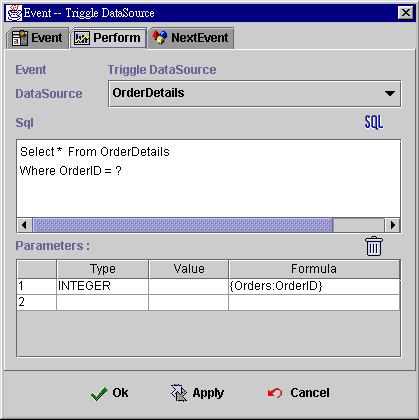 Event -- Triggle DataSource
Event Perform NextEvent
Event Triggle DataSource
DataSource OrderDetails
Sql SQL
Select * From OrderDetails
Where OrderID = ?
Parameters :
Type Value Formula
1 INTEGER {Orders:OrderID}
2
Ok Apply Cancel